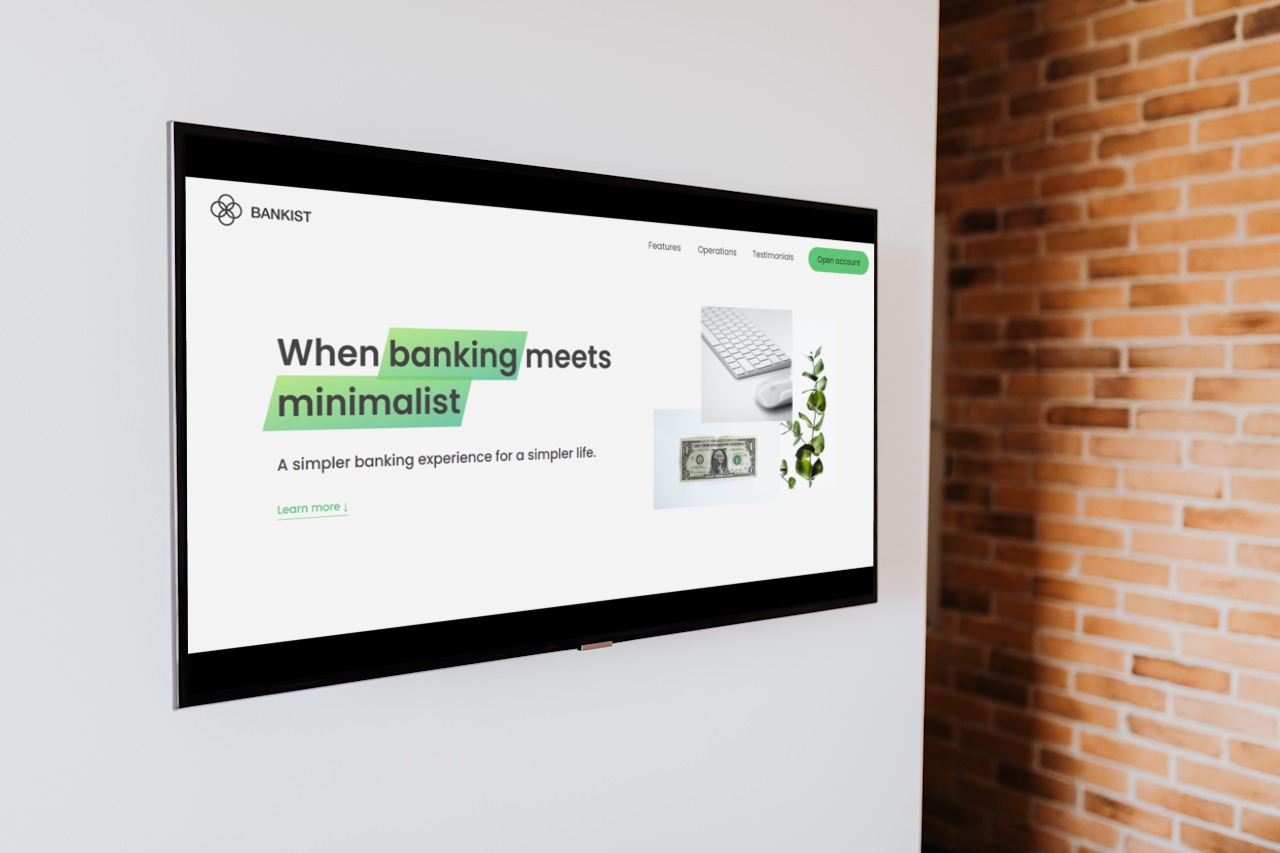 BANKIST
Features Operations Testimonials Open account
When banking meets
minimalist
A simpler banking experience for a simpler life.
Learn more ↓